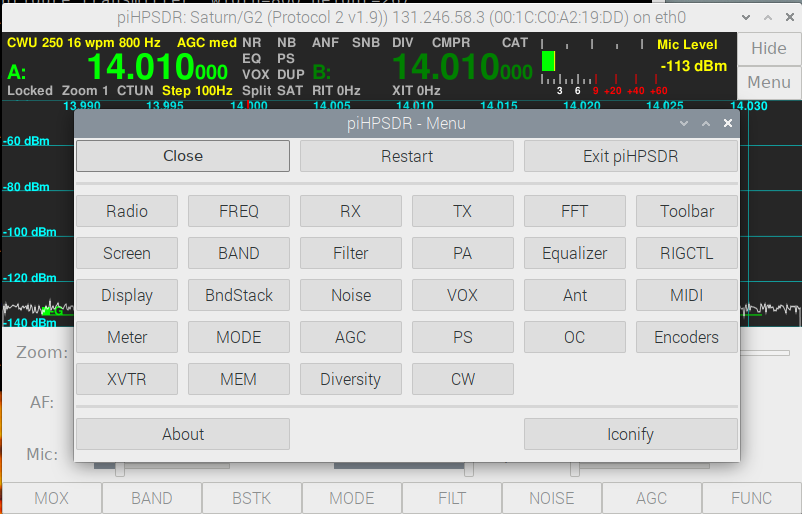 piHPSDR: Saturn/G2 (Protocol 2 v1.9)) 131.246.58.3 (00:1C:C0:A2:19:DD) on eth0
CWU 250 16 wpm 800 Hz AGC med NR NB ANF SNB DIV CMPR CAT Mic Level Hide
A: 14.010000 EQ PS B: 14.010000 -113 dBm
VOX DUP Menu
Locked Zoom 1 CTUN Step 100Hz Split SAT RIT 0Hz XIT 0Hz 3 6 9 +20 +40 +60
13.990 13.995 14.000 14.005 14.010 14.015 14.020 14.025 14.030
piHPSDR - Menu
-60 dBm
Close Restart Exit piHPSDR
-80 dBm
Radio FREQ RX TX FFT Toolbar
-100 dBm
Screen BAND Filter PA Equalizer RIGCTL
-120 dBm
Display BndStack Noise VOX Ant MIDI
-140 dBm
Meter MODE AGC PS OC Encoders
Zoom:
XVTR MEM Diversity CW
AF:
About Iconify
Mic:
MOX BAND BSTK MODE FILT NOISE AGC FUNC